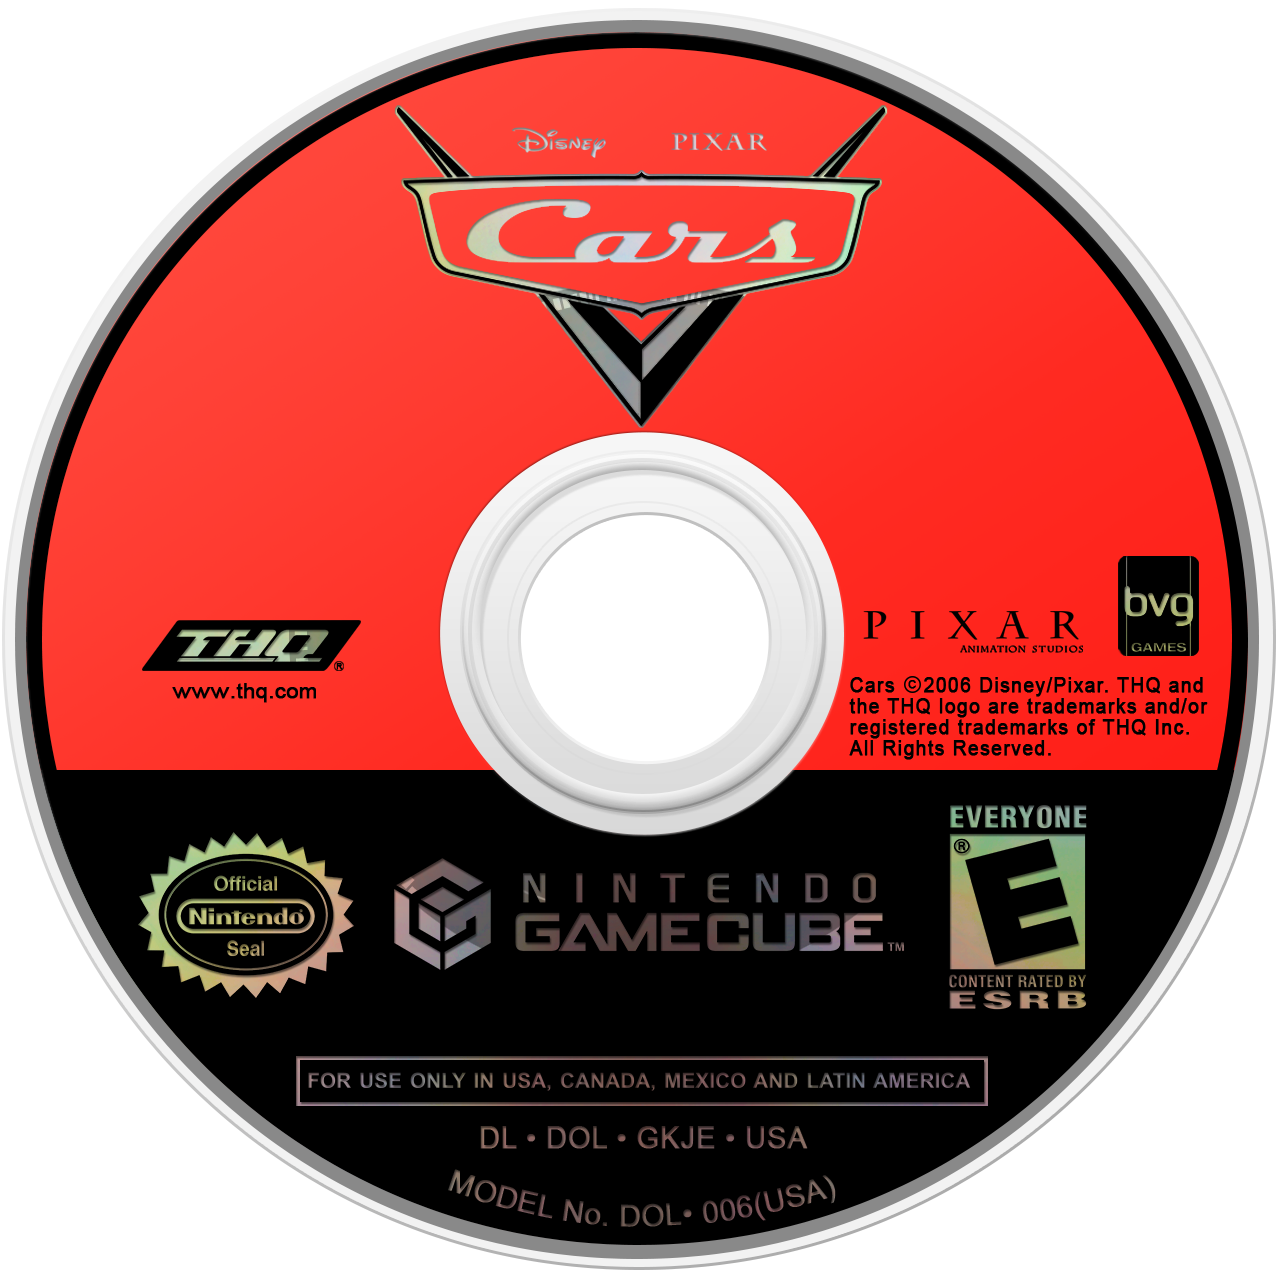 Disney PIXAR
Cars
THQ®
www.thq.com
PIXAR
ANIMATION STUDIOS
bvg
GAMES
Cars ©2006 Disney/Pixar. THQ and
the THQ logo are trademarks and/or
registered trademarks of THQ Inc.
All Rights Reserved.
Official
Nintendo®
Seal
NINTENDO
GAMECUBE™
EVERYONE
®
E
CONTENT RATED BY
ESRB
FOR USE ONLY IN USA, CANADA, MEXICO AND LATIN AMERICA
DL • DOL • GKJE • USA
MODEL No. DOL• 006(USA)